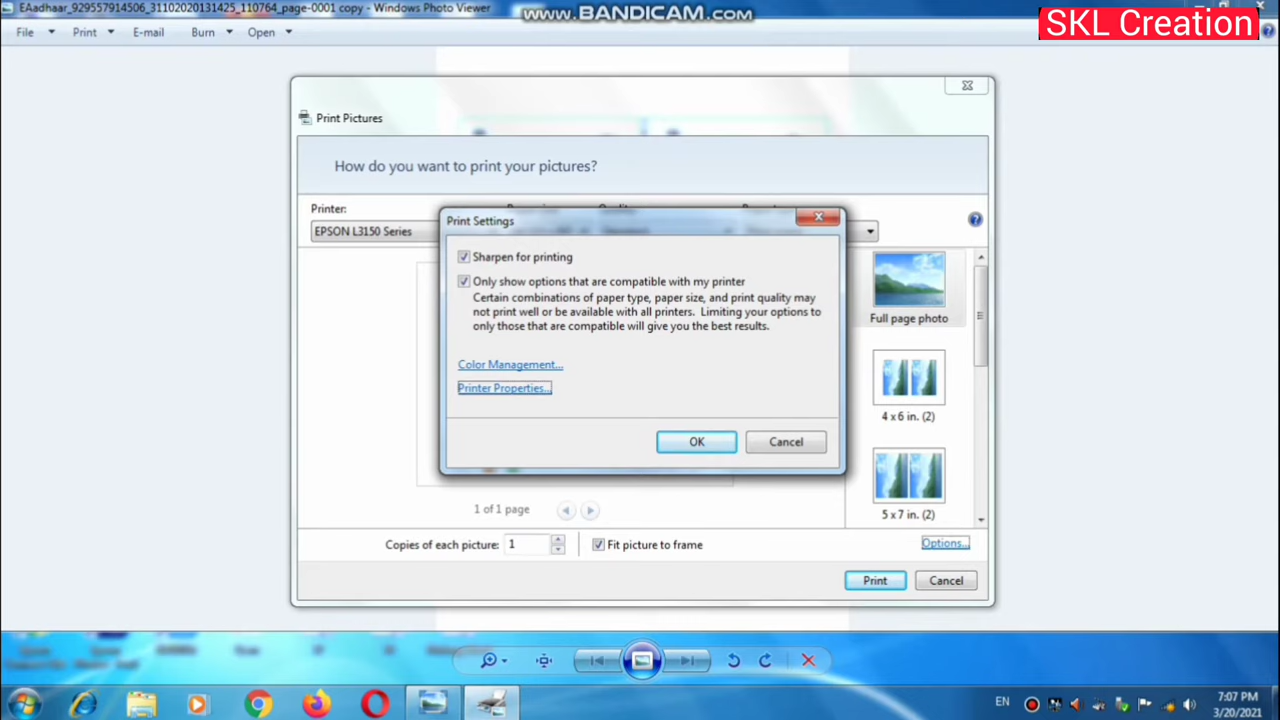 EAadhaar_929557914506_31102020131425_110764_page-0001 copy - Windows Photo Viewer
www.BANDICAM.com
SKL Creation
File Print E-mail Burn Open
Print Pictures
How do you want to print your pictures?
Printer:
EPSON L3150 Series
Print Settings
Sharpen for printing
Only show options that are compatible with my printer
Certain combinations of paper type, paper size, and print quality may
not print well or be available with all printers. Limiting your options to
only those that are compatible will give you the best results.
Color Management...
Printer Properties...
OK Cancel
Full page photo
4 x 6 in. (2)
5 x 7 in. (2)
1 of 1 page
Copies of each picture: 1 Fit picture to frame
Options...
Print Cancel
EN
7:07 PM
3/20/2021